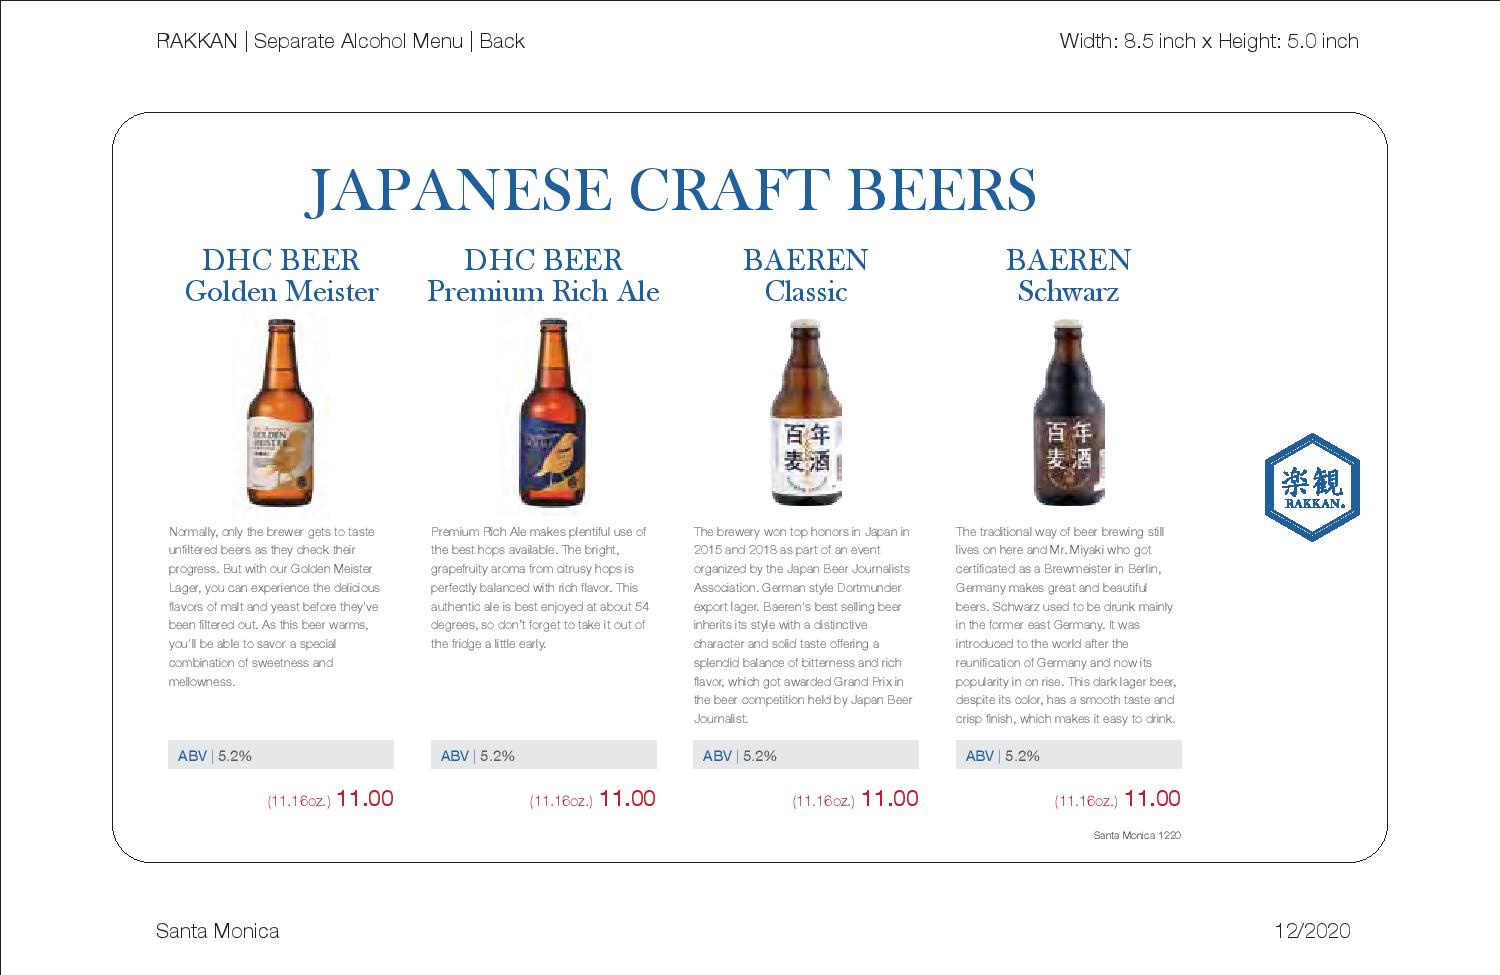 RAKKAN | Separate Alcohol Menu | Back
Width: 8.5 inch x Height: 5.0 inch
JAPANESE CRAFT BEERS
DHC BEER
Golden Meister
GOLDEN
MEISTER
Normally, only the brewer gets to taste
unfiltered beers as they check their
progress. But with our Golden Meister
Lager, you can experience the delicious
flavors of malt and yeast before they've
been filtered out. As this beer warms,
you'll be able to savor a special
combination of sweetness and
mellowness.
ABV | 5.2%
(11.16oz.) 11.00
DHC BEER
Premium Rich Ale
Premium Rich Ale makes plentiful use of
the best hops available. The bright,
grapefruity aroma from citrusy hops is
perfectly balanced with rich flavor. This
authentic ale is best enjoyed at about 54
degrees, so don't forget to take it out of
the fridge a little early.
ABV | 5.2%
(11.16oz.) 11.00
BAEREN
Classic
百年
麦酒
The brewery won top honors in Japan in
2015 and 2018 as part of an event
organized by the Japan Beer Journalists
Association. German style Dortmunder
export lager. Baeren's best selling beer
inherits its style with a distinctive
character and solid taste offering a
splendid balance of bitterness and rich
flavor, which got awarded Grand Prix in
the beer competition held by Japan Beer
Journalist.
ABV | 5.2%
(11.16oz.) 11.00
BAEREN
Schwarz
百年
麦酒
The traditional way of beer brewing still
lives on here and Mr. Miyaki who got
certificated as a Brewmeister in Berlin,
Germany makes great and beautiful
beers. Schwarz used to be drunk mainly
in the former east Germany. It was
introduced to the world after the
reunification of Germany and now its
popularity in on rise. This dark lager beer,
despite its color, has a smooth taste and
crisp finish, which makes it easy to drink.
ABV | 5.2%
(11.16oz.) 11.00
Santa Monica 1220
楽観
RAKKAN®
Santa Monica
12/2020